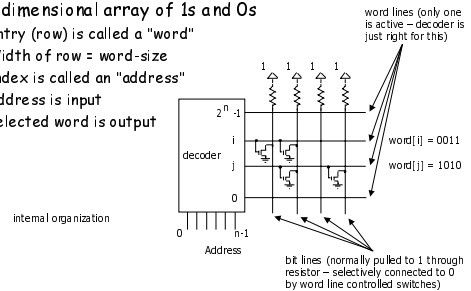 dimensional array of 1s and 0s
ntry (row) is called a "word"
idth of row = word-size
ndex is called an "address"
ddress is input
elected word is output
word lines (only one
is active – decoder is
just right for this)
1 1 1 1
2
n
-1
i
j
0
decoder
word[i] = 0011
word[j] = 1010
internal organization
0 n-1
Address
bit lines (normally pulled to 1 through
resistor – selectively connected to 0
by word line controlled switches)